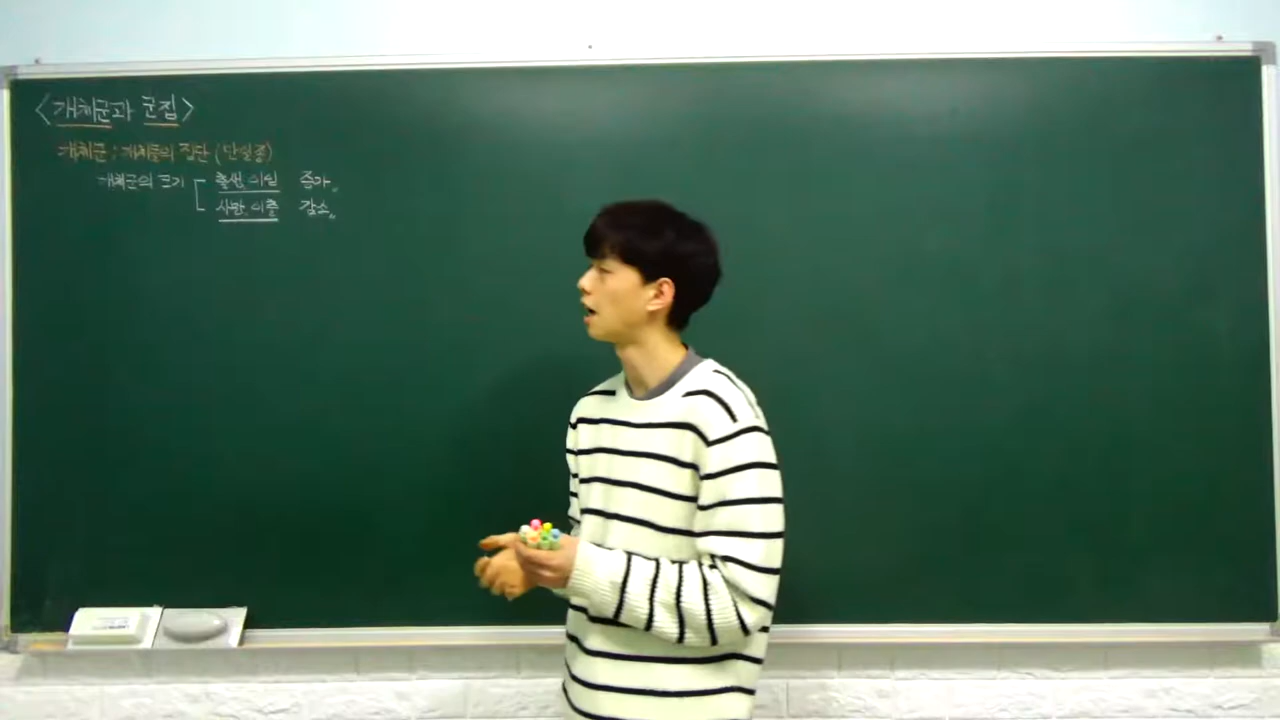 <개체군과 군집>
개체군 : 개체들의 집단 (단일종)
개체군의 크기 출생, 이입 증가.
사망, 이출 감소.